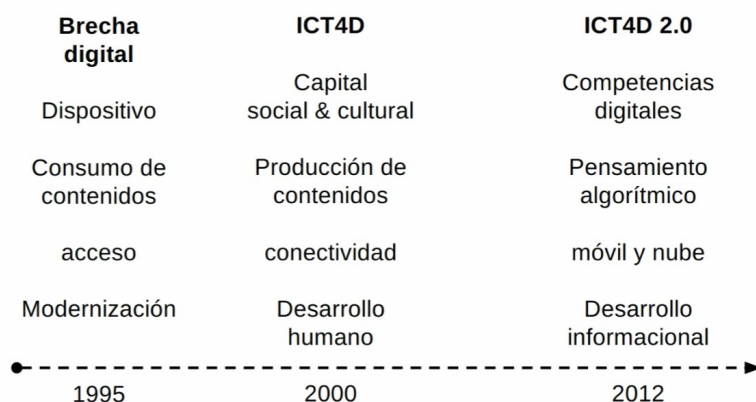 Brecha
digital
Dispositivo
Consumo de
contenidos
acceso
Modernización
1995
ICT4D
Capital
social & cultural
Producción de
contenidos
conectividad
Desarrollo
humano
2000
ICT4D 2.0
Competencias
digitales
Pensamiento
algorítmico
móvil y nube
Desarrollo
informacional
2012